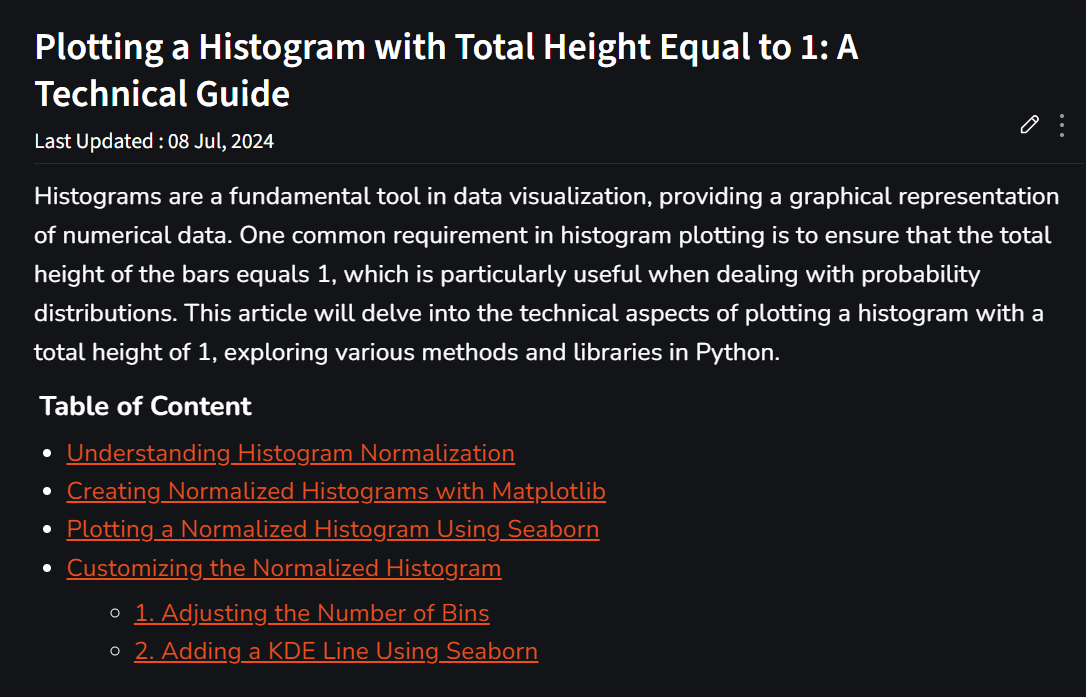 Plotting a Histogram with Total Height Equal to 1: A
Technical Guide
Last Updated : 08 Jul, 2024
Histograms are a fundamental tool in data visualization, providing a graphical representation
of numerical data. One common requirement in histogram plotting is to ensure that the total
height of the bars equals 1, which is particularly useful when dealing with probability
distributions. This article will delve into the technical aspects of plotting a histogram with a
total height of 1, exploring various methods and libraries in Python.
Table of Content
Understanding Histogram Normalization
Creating Normalized Histograms with Matplotlib
Plotting a Normalized Histogram Using Seaborn
Customizing the Normalized Histogram
1. Adjusting the Number of Bins
2. Adding a KDE Line Using Seaborn